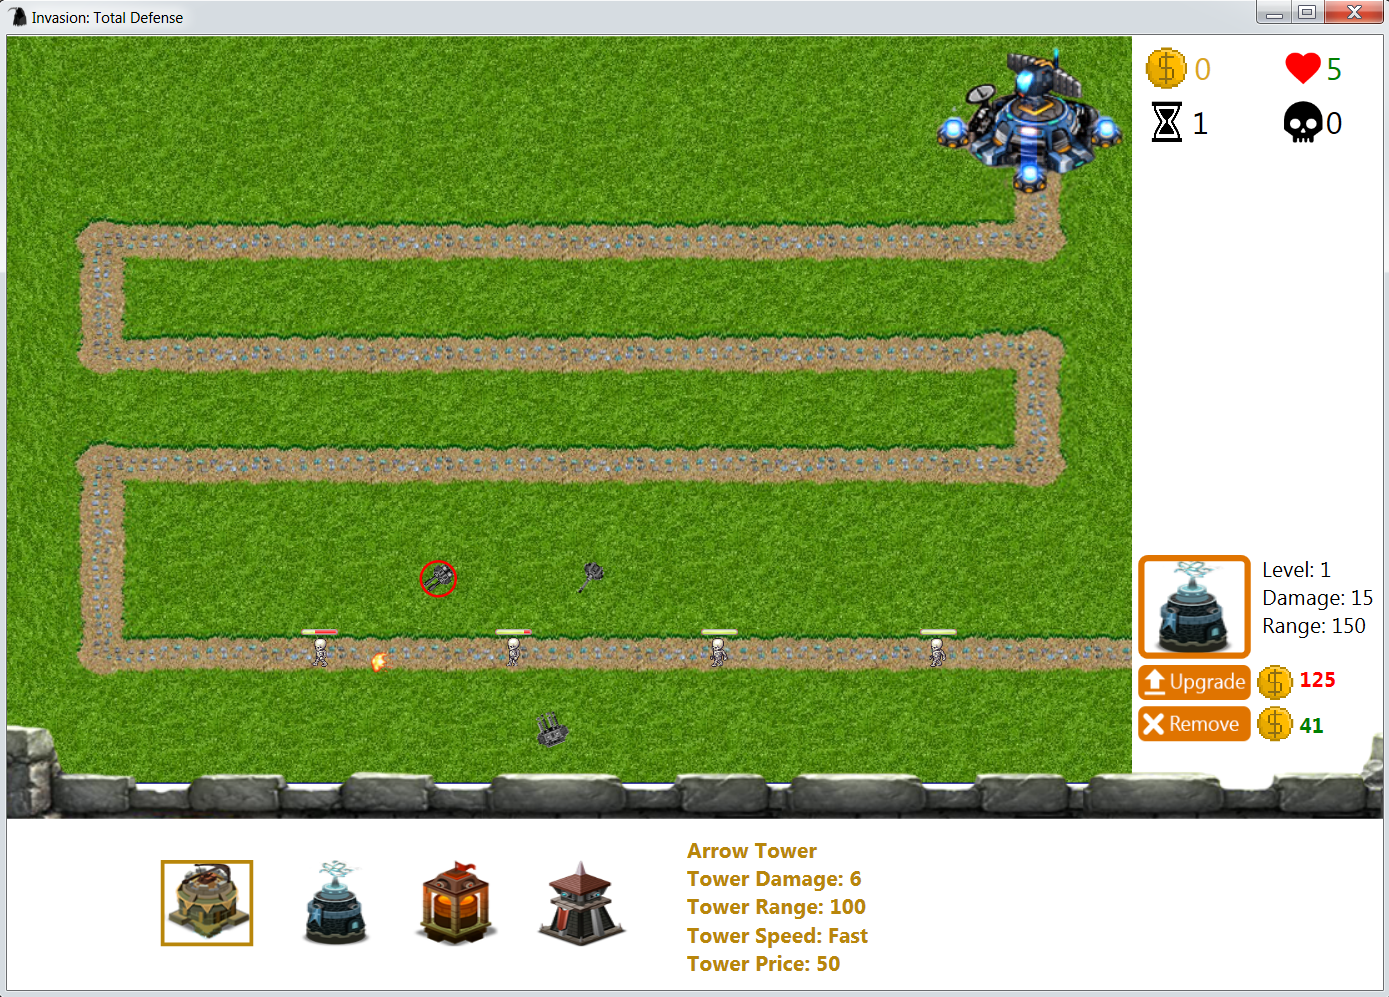 Invasion: Total Defense
$ 0
5
1
0
Level: 1
Damage: 15
Range: 150
Upgrade $ 125
Remove $ 41
Arrow Tower
Tower Damage: 6
Tower Range: 100
Tower Speed: Fast
Tower Price: 50